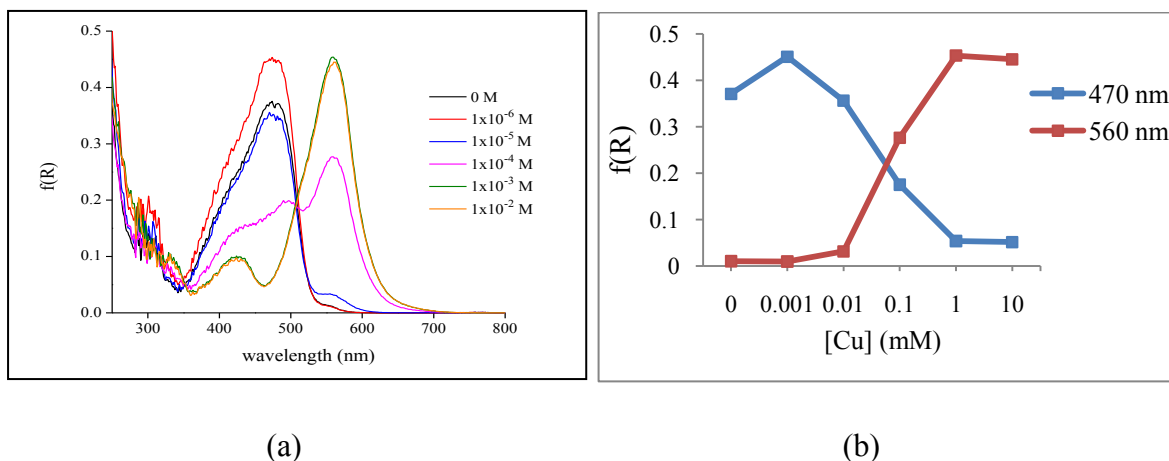 0.5
0.4
0.3
0.2
0.1
0.0
f(R)
300 400 500 600 700 800
wavelength (nm)
0 M
1x10⁻⁶ M
1x10⁻⁵ M
1x10⁻⁴ M
1x10⁻³ M
1x10⁻² M
(a)
0.5
0.4
0.3
0.2
0.1
0
f(R)
0 0.001 0.01 0.1 1 10
[Cu] (mM)
470 nm
560 nm
(b)